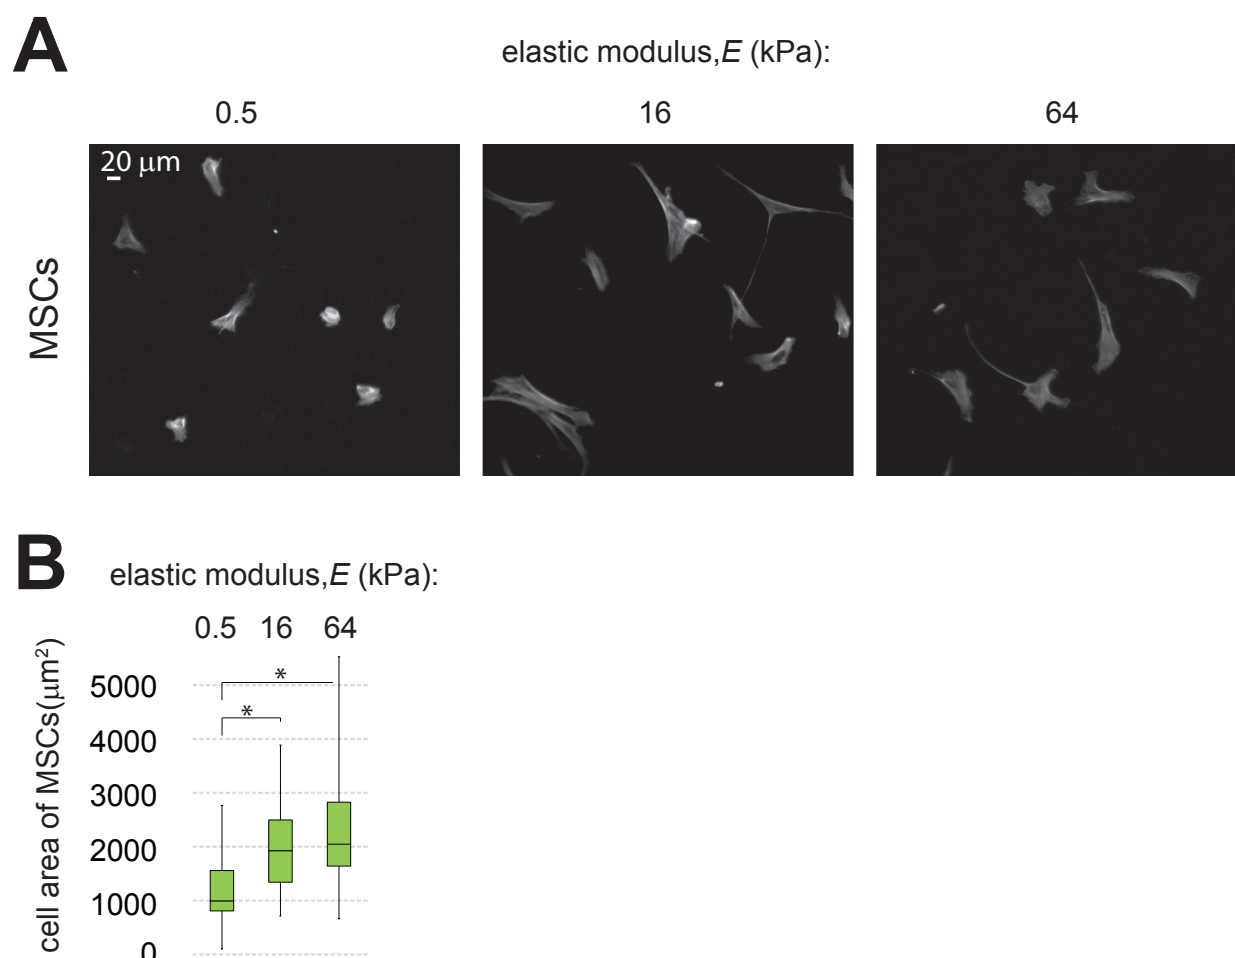 A
elastic modulus,E (kPa):
0.5 16 64
20 μm
MSCs
B
elastic modulus,E (kPa):
0.5 16 64
cell area of MSCs(μm²)
5000
4000
3000
2000
1000
0
*
*